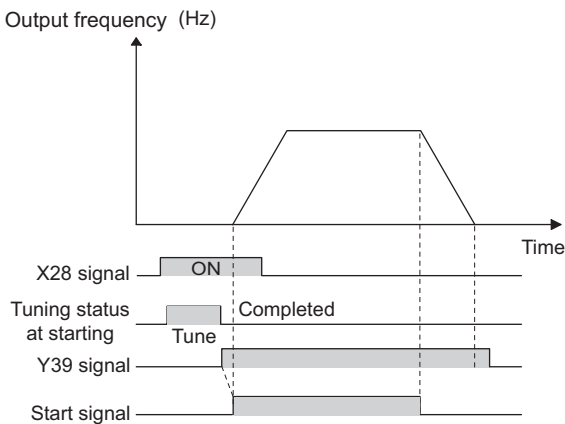 Output frequency (Hz)
Time
X28 signal
ON
Tuning status
at starting
Tune
Completed
Y39 signal
Start signal